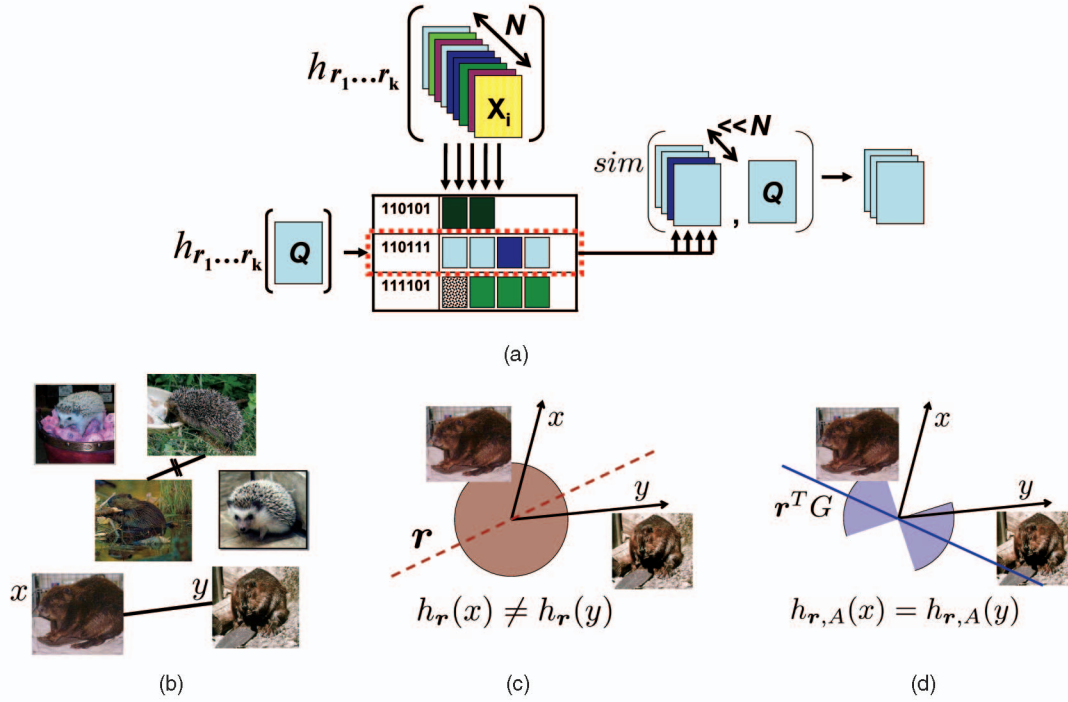 h_{r_1...r_k}
N
X_i
<<N
sim
Q
,
110101
h_{r_1...r_k}
Q
110111
111101
(a)
x
y
(b)
x
y
r
h_r(x) ≠ h_r(y)
(c)
x
y
r^T G
h_{r,A}(x) = h_{r,A}(y)
(d)